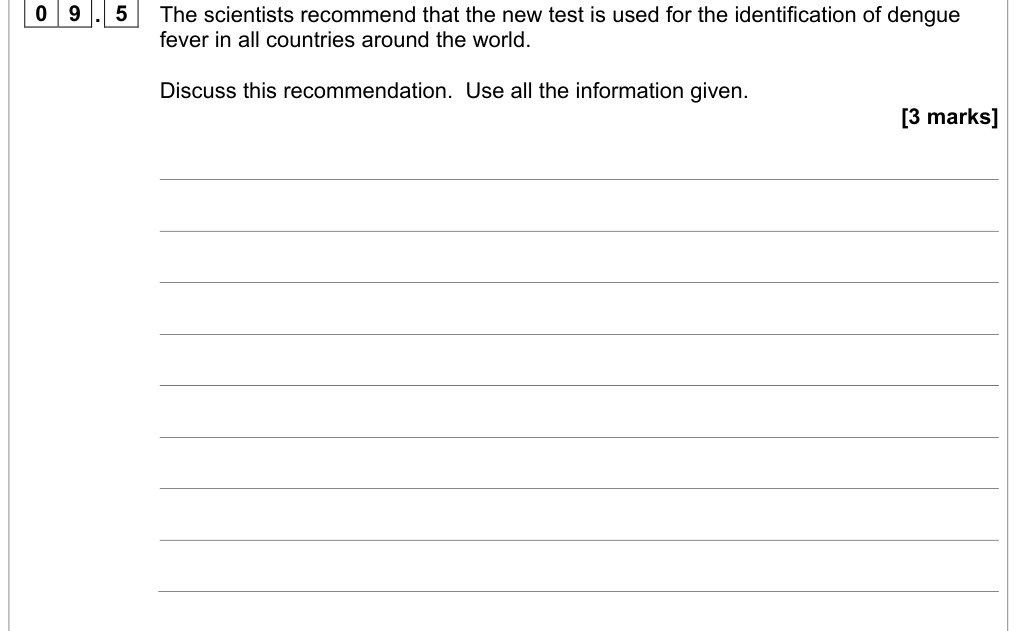 0 9 . 5 The scientists recommend that the new test is used for the identification of dengue
fever in all countries around the world.
Discuss this recommendation.  Use all the information given.
[3 marks]